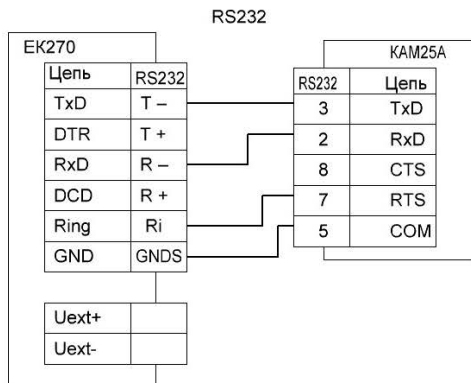 RS232
EK270
КАМ25А
Цепь RS232
TxD T –
DTR T +
RxD R –
DCD R +
Ring Ri
GND GNDS
Uext+
Uext-
RS232 Цепь
3 TxD
2 RxD
8 CTS
7 RTS
5 COM